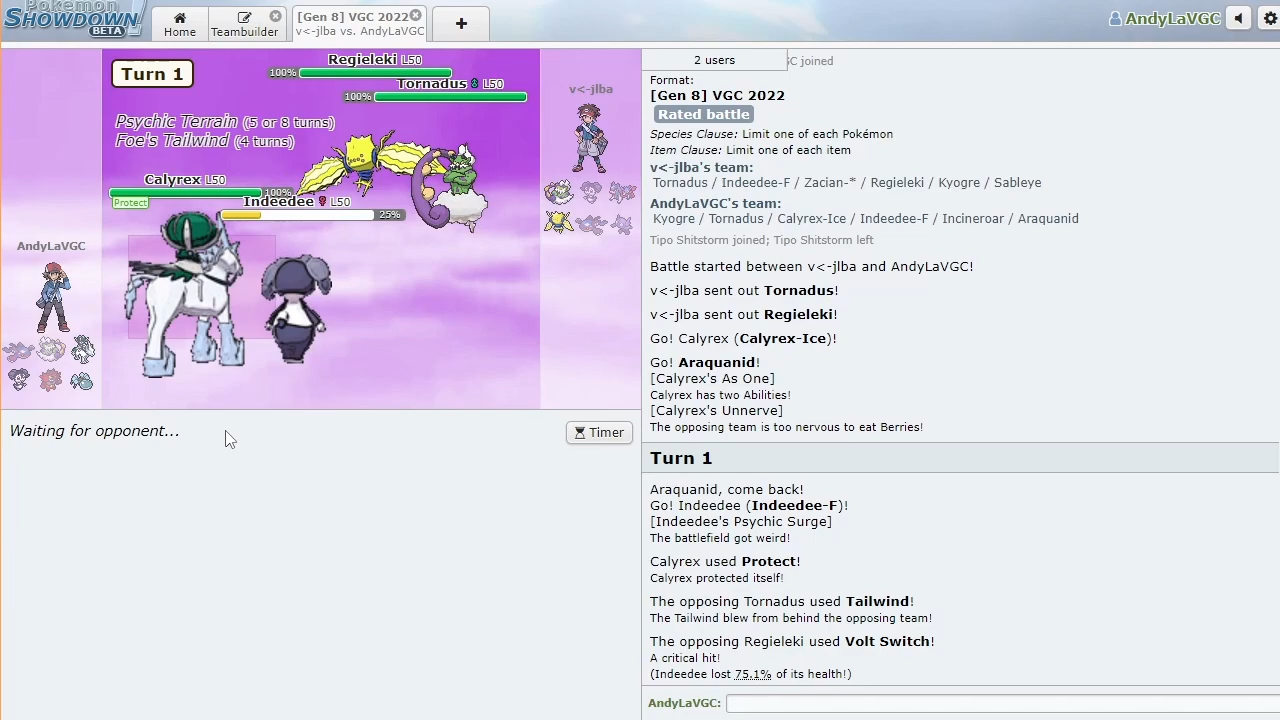 Pokémon
SHOWDOWN
BETA
Home
Teambuilder
[Gen 8] VGC 2022
v<-jlba vs. AndyLaVGC
+
AndyLaVGC
Turn 1
Regieleki L50
100%
Tornadus L50
100%
Psychic Terrain (5 or 8 turns)
Foe's Tailwind (4 turns)
Calyrex L50
100%
Protect
Indeedee L50
25%
v<-jlba
AndyLaVGC
Waiting for opponent...
Timer
2 users
GC joined
Format:
[Gen 8] VGC 2022
Rated battle
Species Clause: Limit one of each Pokémon
Item Clause: Limit one of each item
v<-jlba's team:
Tornadus / Indeedee-F / Zacian-* / Regieleki / Kyogre / Sableye
AndyLaVGC's team:
Kyogre / Tornadus / Calyrex-Ice / Indeedee-F / Incineroar / Araquanid
Tipo Shitstorm joined; Tipo Shitstorm left
Battle started between v<-jlba and AndyLaVGC!
v<-jlba sent out Tornadus!
v<-jlba sent out Regieleki!
Go! Calyrex (Calyrex-Ice)!
Go! Araquanid!
[Calyrex's As One]
Calyrex has two Abilities!
[Calyrex's Unnerve]
The opposing team is too nervous to eat Berries!
Turn 1
Araquanid, come back!
Go! Indeedee (Indeedee-F)!
[Indeedee's Psychic Surge]
The battlefield got weird!
Calyrex used Protect!
Calyrex protected itself!
The opposing Tornadus used Tailwind!
The Tailwind blew from behind the opposing team!
The opposing Regieleki used Volt Switch!
A critical hit!
(Indeedee lost 75.1% of its health!)
AndyLaVGC: